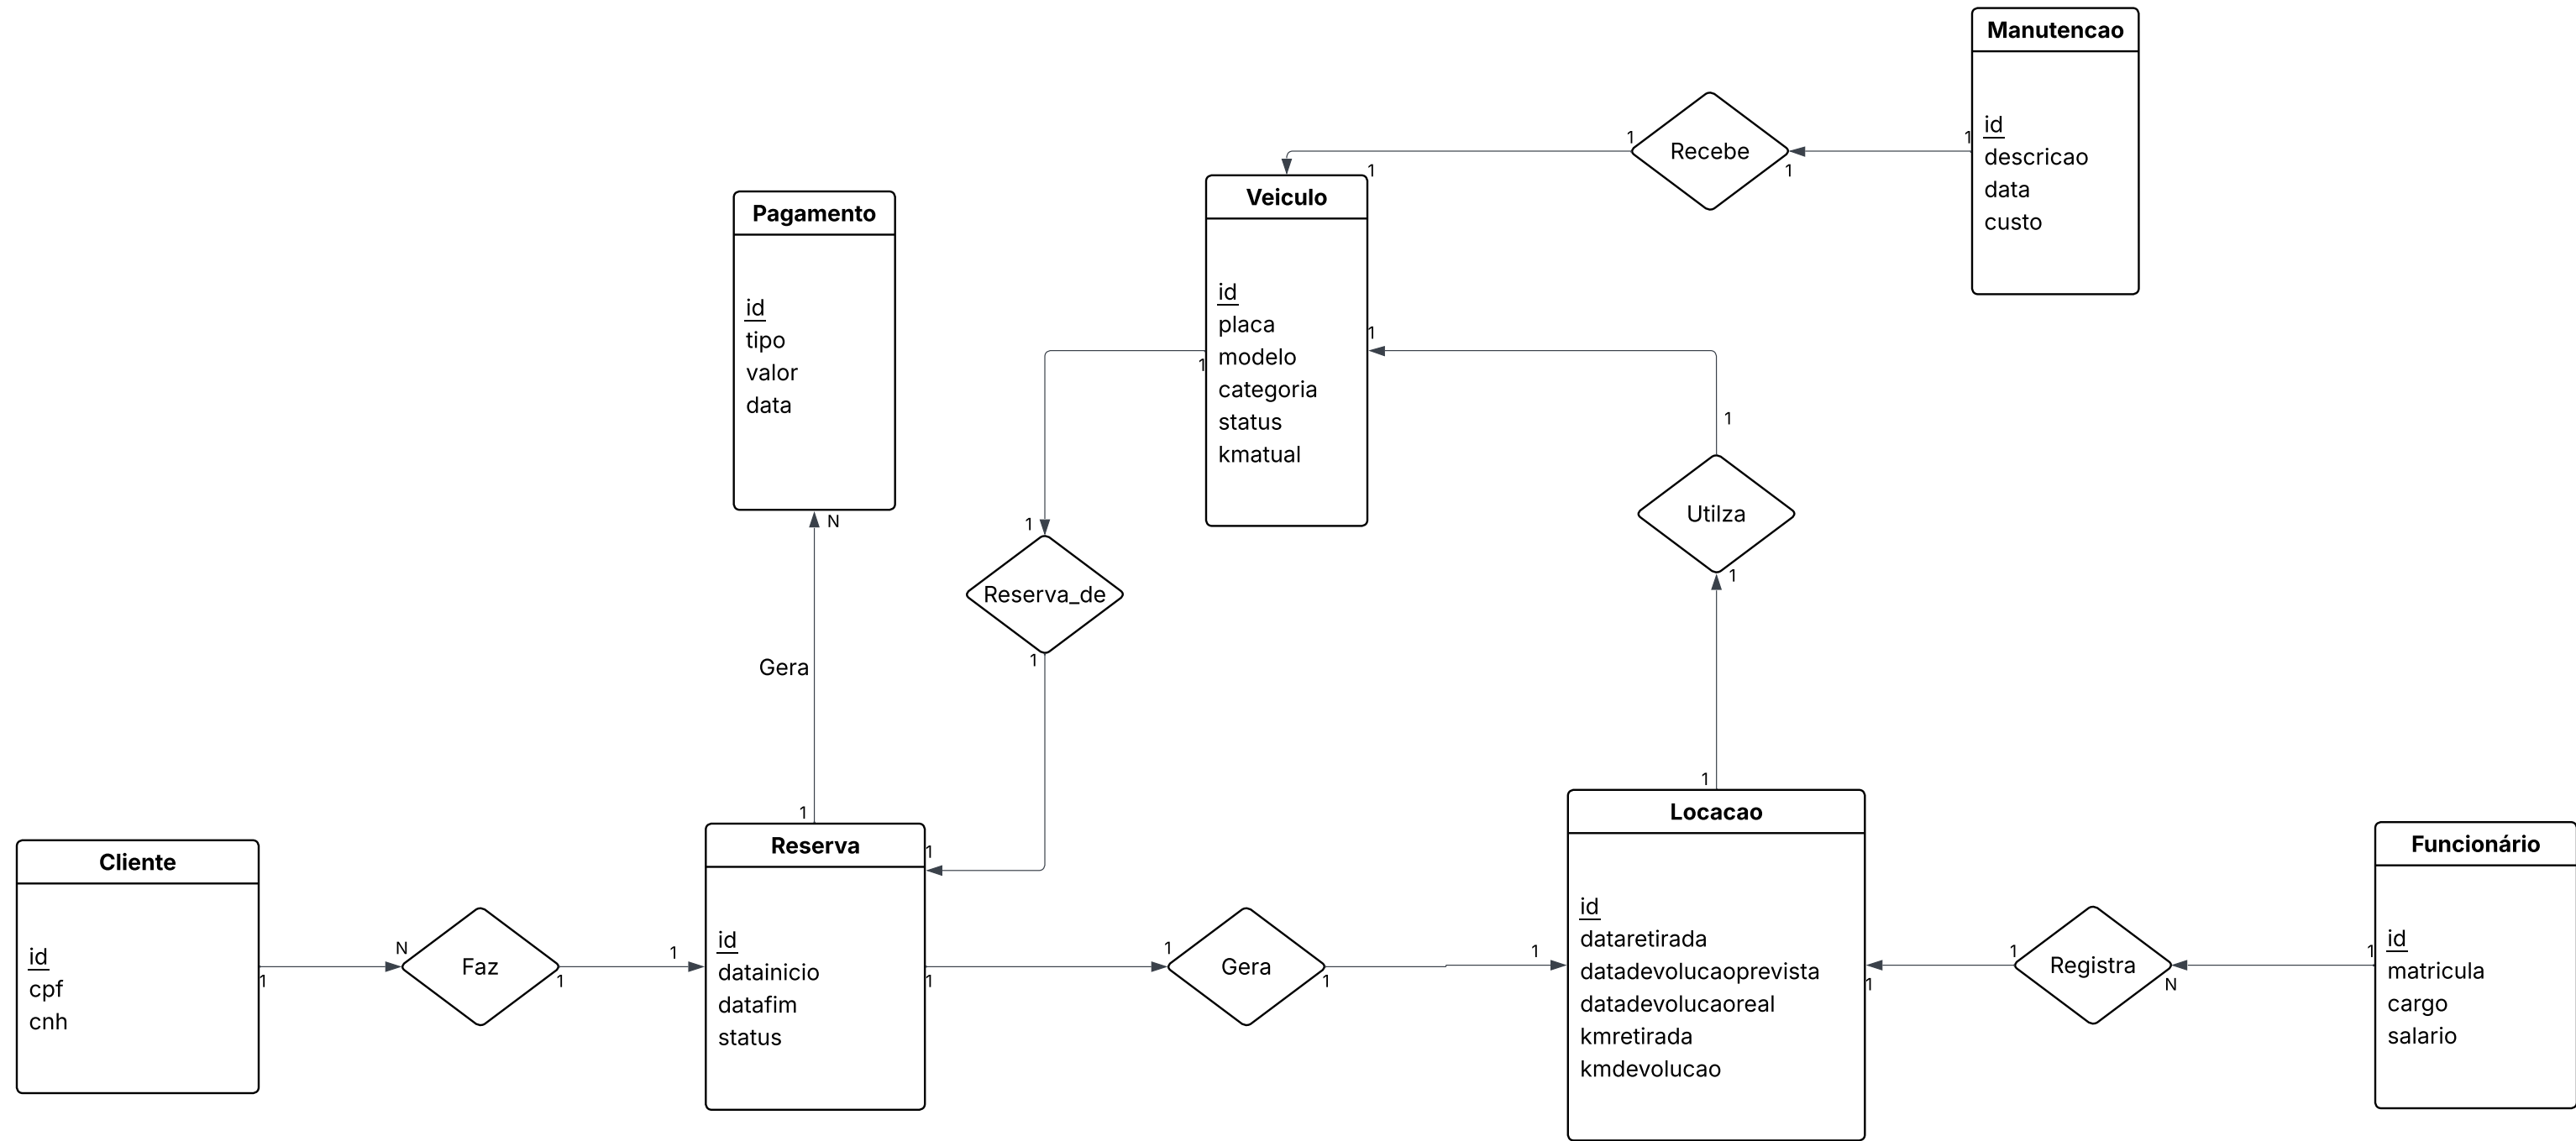 Manutencao
id
descricao
data
custo
1
Recebe
1
1
1
Veiculo
id
placa
modelo
categoria
status
kmatual
1
1
Pagamento
id
tipo
valor
data
N
Gera
1
1
Reserva_de
1
1
1
Utilza
1
1
Cliente
id
cpf
cnh
1
N
Faz
1
1
Reserva
id
datainicio
datafim
status
1
1
Gera
1
1
Locacao
id
dataretirada
datadevolucaoprevista
datadevolucaoreal
kmretirada
kmdevolucao
1
1
Registra
N
1
Funcionário
id
matricula
cargo
salario